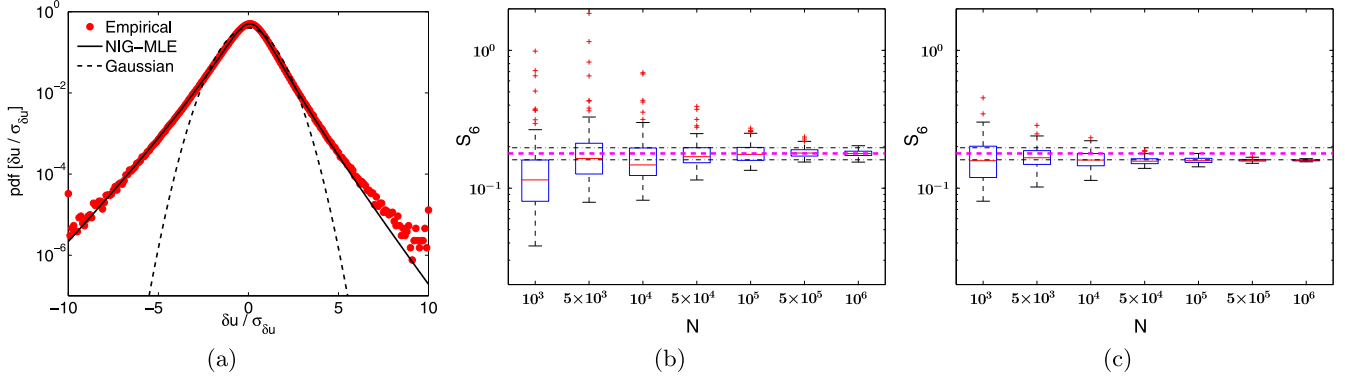 pdf [δu / σ_δu]
10^0
10^−2
10^−4
10^−6
Empirical
NIG−MLE
Gaussian
−10
−5
0
5
10
δu / σ_δu
(a)
S_6
10^0
10^−1
10^3
5×10^3
10^4
5×10^4
10^5
5×10^5
10^6
N
(b)
S_6
10^0
10^−1
10^3
5×10^3
10^4
5×10^4
10^5
5×10^5
10^6
N
(c)